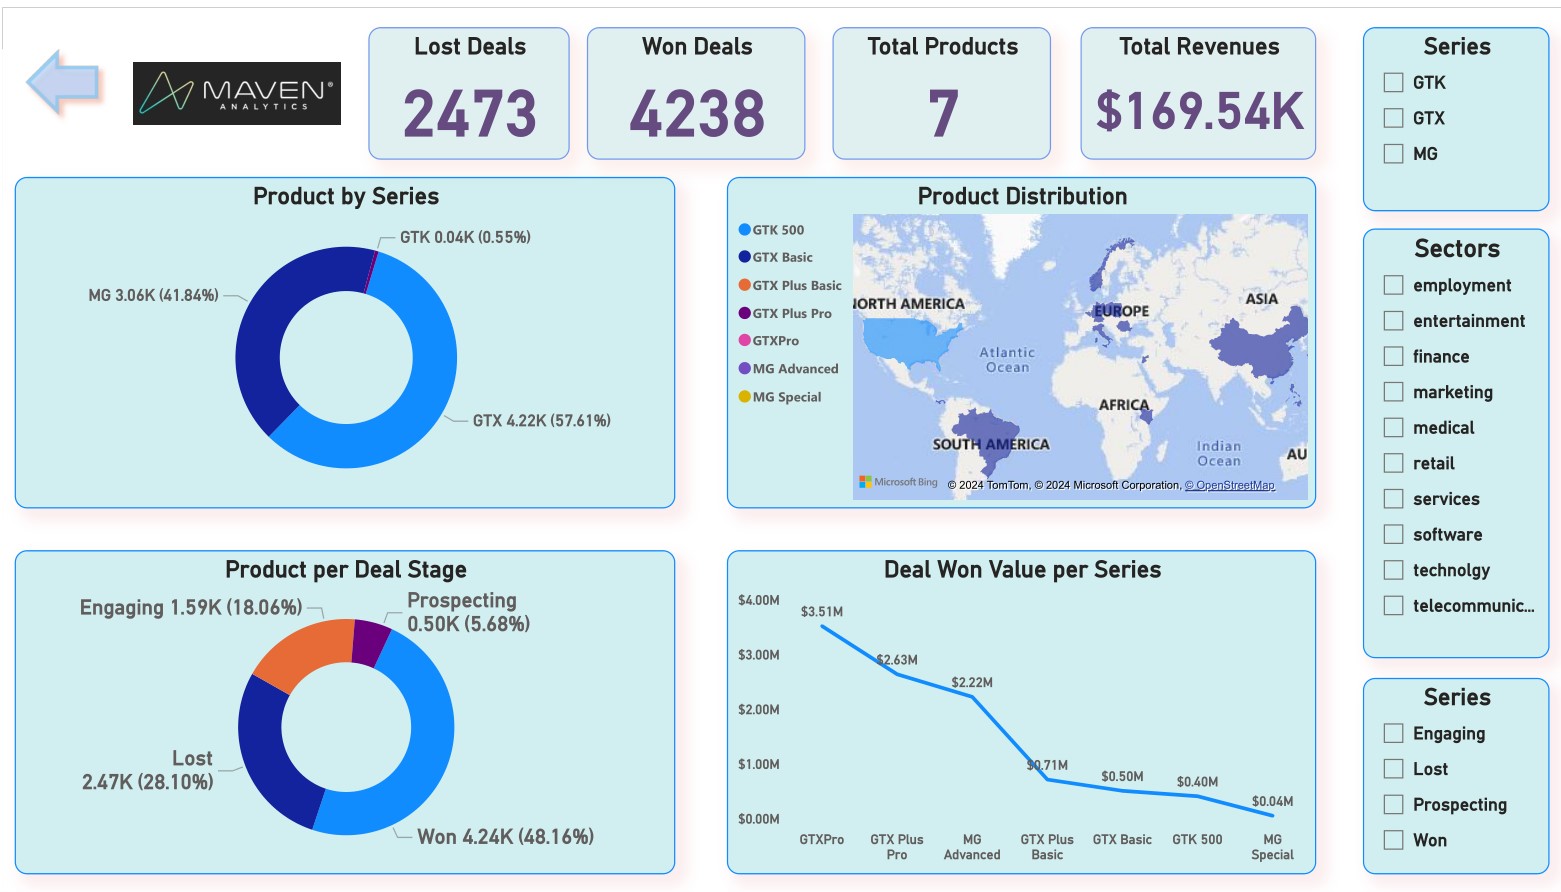 MAVEN®
ANALYTICS
Lost Deals
2473
Won Deals
4238
Total Products
7
Total Revenues
$169.54K
Series
GTK
GTX
MG
Product by Series
GTK 0.04K (0.55%)
MG 3.06K (41.84%)
GTX 4.22K (57.61%)
Product Distribution
GTK 500
GTX Basic
GTX Plus Basic
GTX Plus Pro
GTXPro
MG Advanced
MG Special
NORTH AMERICA
EUROPE
ASIA
Atlantic
Ocean
AFRICA
SOUTH AMERICA
Indian
Ocean
AU
Microsoft Bing
© 2024 TomTom, © 2024 Microsoft Corporation, © OpenStreetMap
Sectors
employment
entertainment
finance
marketing
medical
retail
services
software
technolgy
telecommunic...
Product per Deal Stage
Engaging 1.59K (18.06%)
Prospecting
0.50K (5.68%)
Lost
2.47K (28.10%)
Won 4.24K (48.16%)
Deal Won Value per Series
$4.00M
$3.00M
$2.00M
$1.00M
$0.00M
$3.51M
$2.63M
$2.22M
$0.71M
$0.50M
$0.40M
$0.04M
GTXPro
GTX Plus
Pro
MG
Advanced
GTX Plus
Basic
GTX Basic
GTK 500
MG
Special
Series
Engaging
Lost
Prospecting
Won